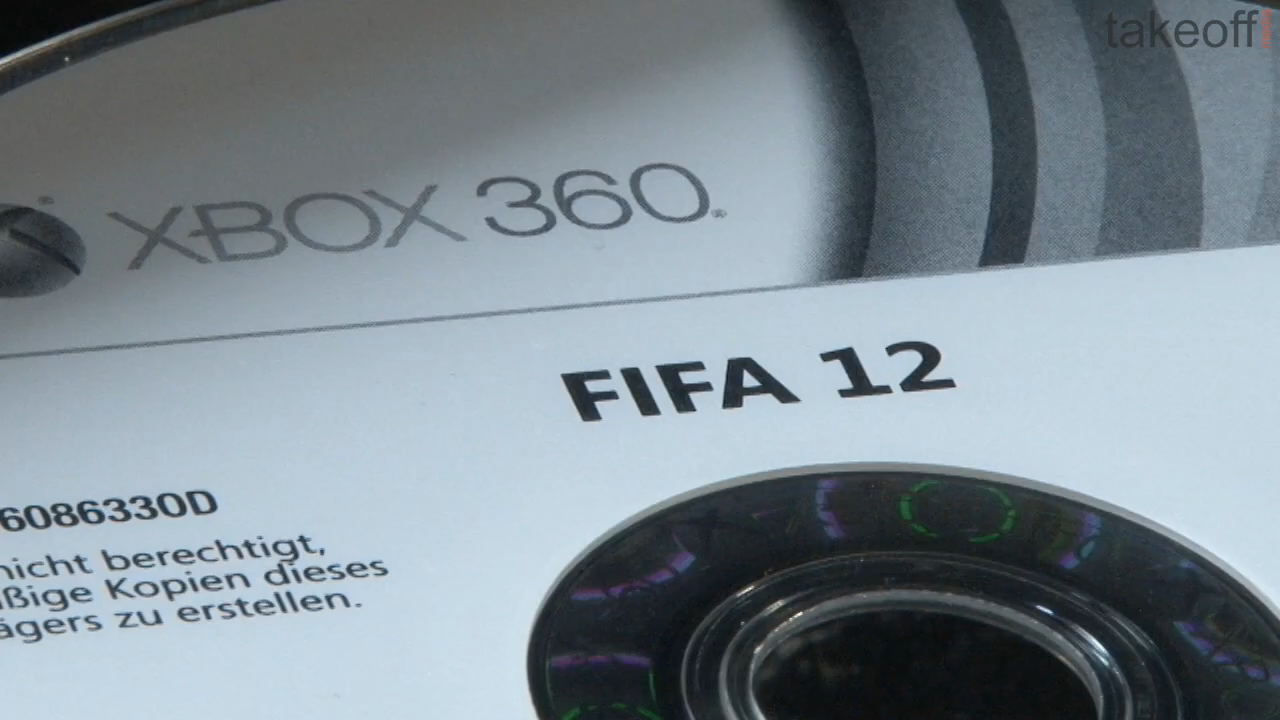 takeoff
XBOX 360
FIFA 12
6086330D
nicht berechtigt,
ßige Kopien dieses
ägers zu erstellen.